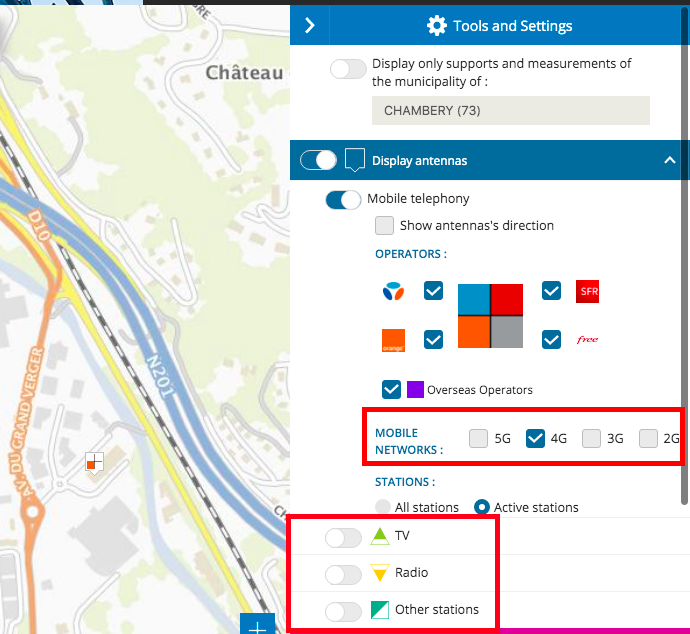 RE
Château
D10
N201
AV. DU GRAND VERGER
Tools and Settings
Display only supports and measurements of
the municipality of :
CHAMBERY (73)
Display antennas
Mobile telephony
Show antennas's direction
OPERATORS :
SFR
orange
free
Overseas Operators
MOBILE
NETWORKS :
5G 4G 3G 2G
STATIONS :
All stations Active stations
TV
Radio
Other stations